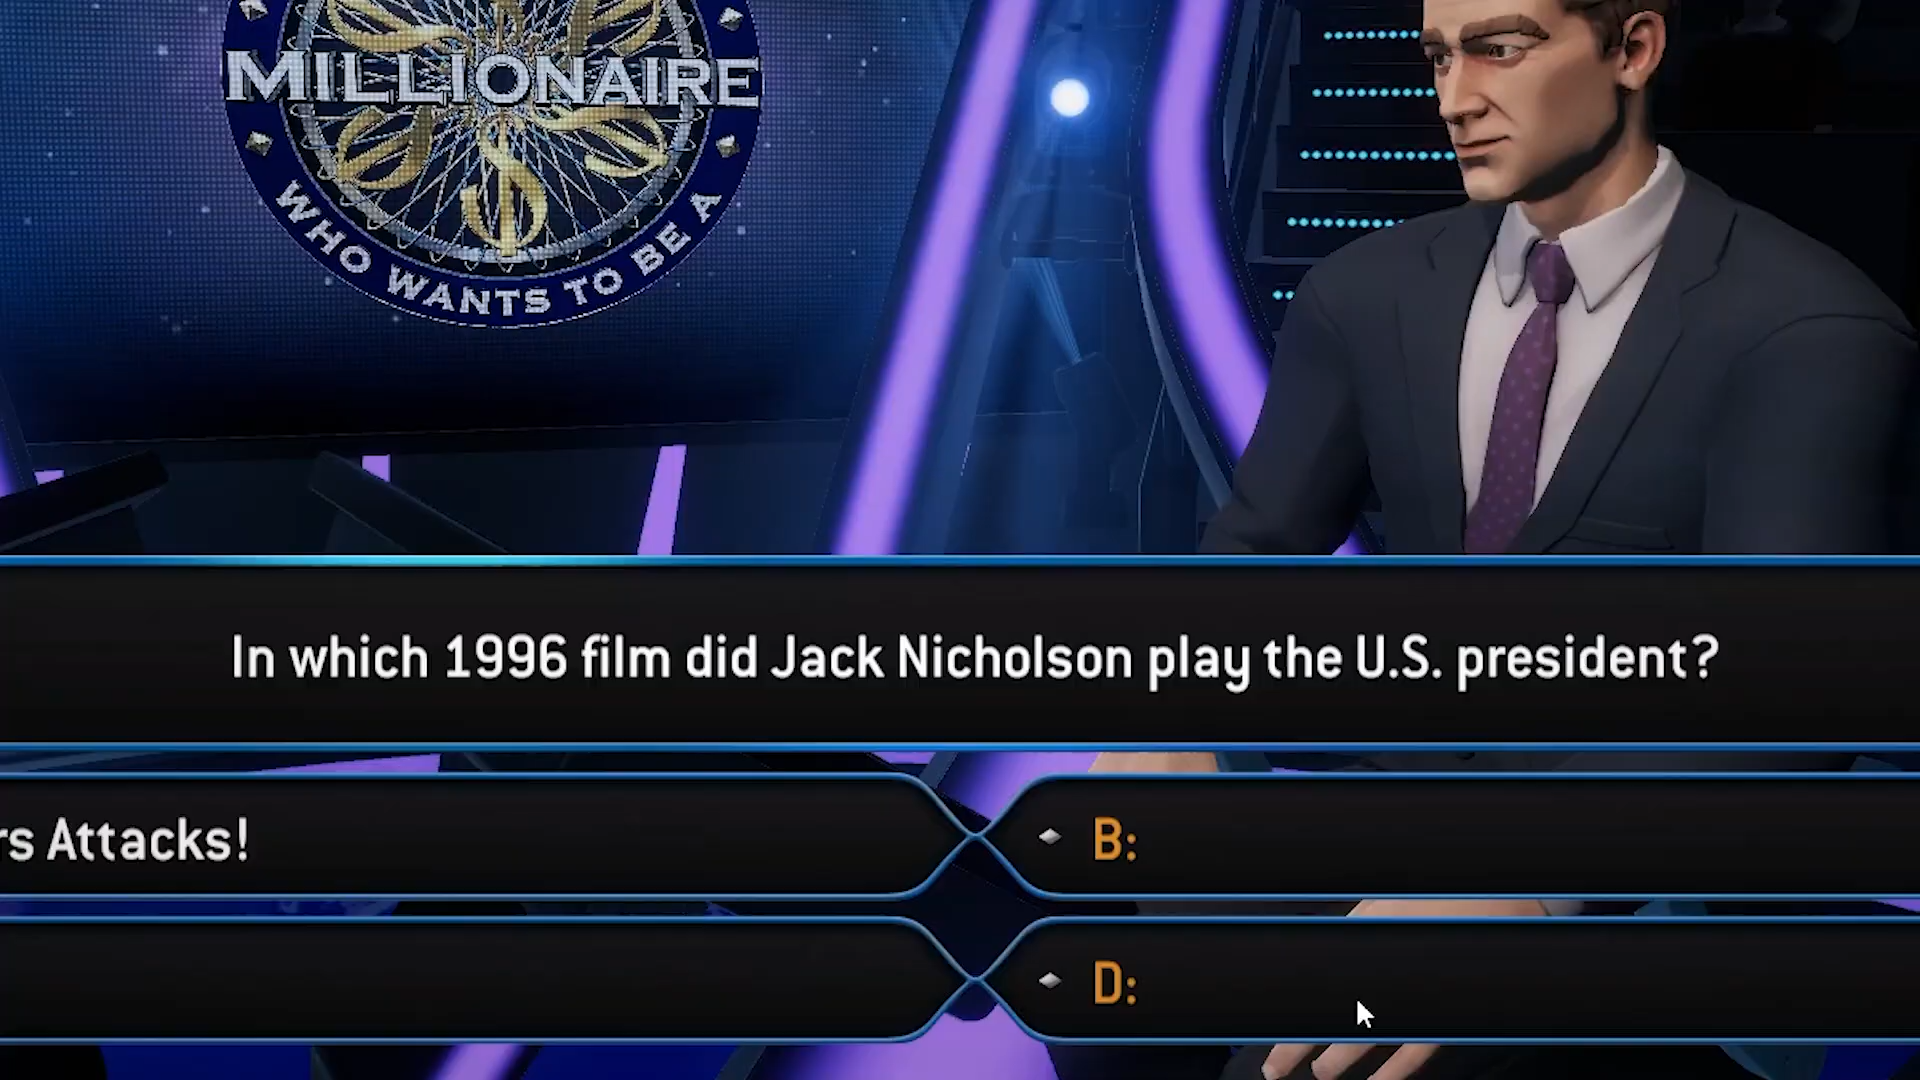 MILLIONAIRE
WHO WANTS TO BE A
In which 1996 film did Jack Nicholson play the U.S. president?
rs Attacks!
B:
D: